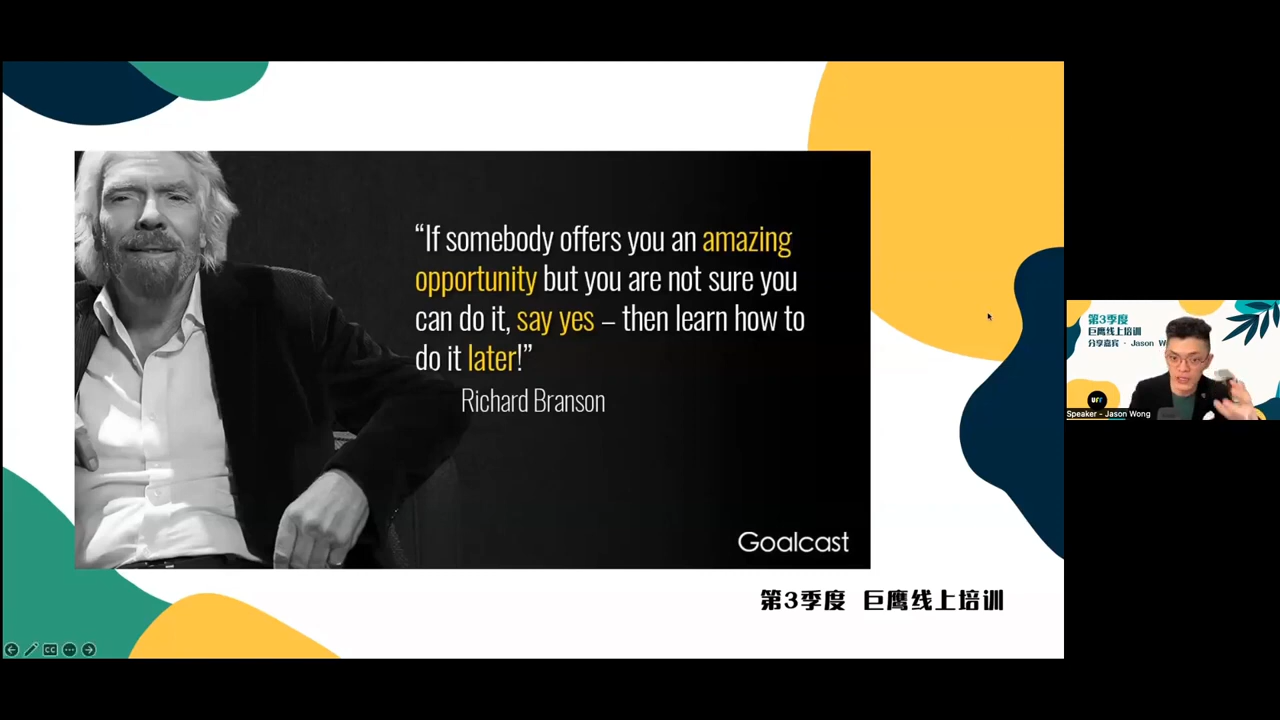 “If somebody offers you an amazing
opportunity but you are not sure you
can do it, say yes – then learn how to
do it later!”
Richard Branson
Goalcast
第3季度 巨鹰线上培训
CC
第3季度
巨鹰线上培训
分享嘉宾 - Jason W
Speaker - Jason Wong